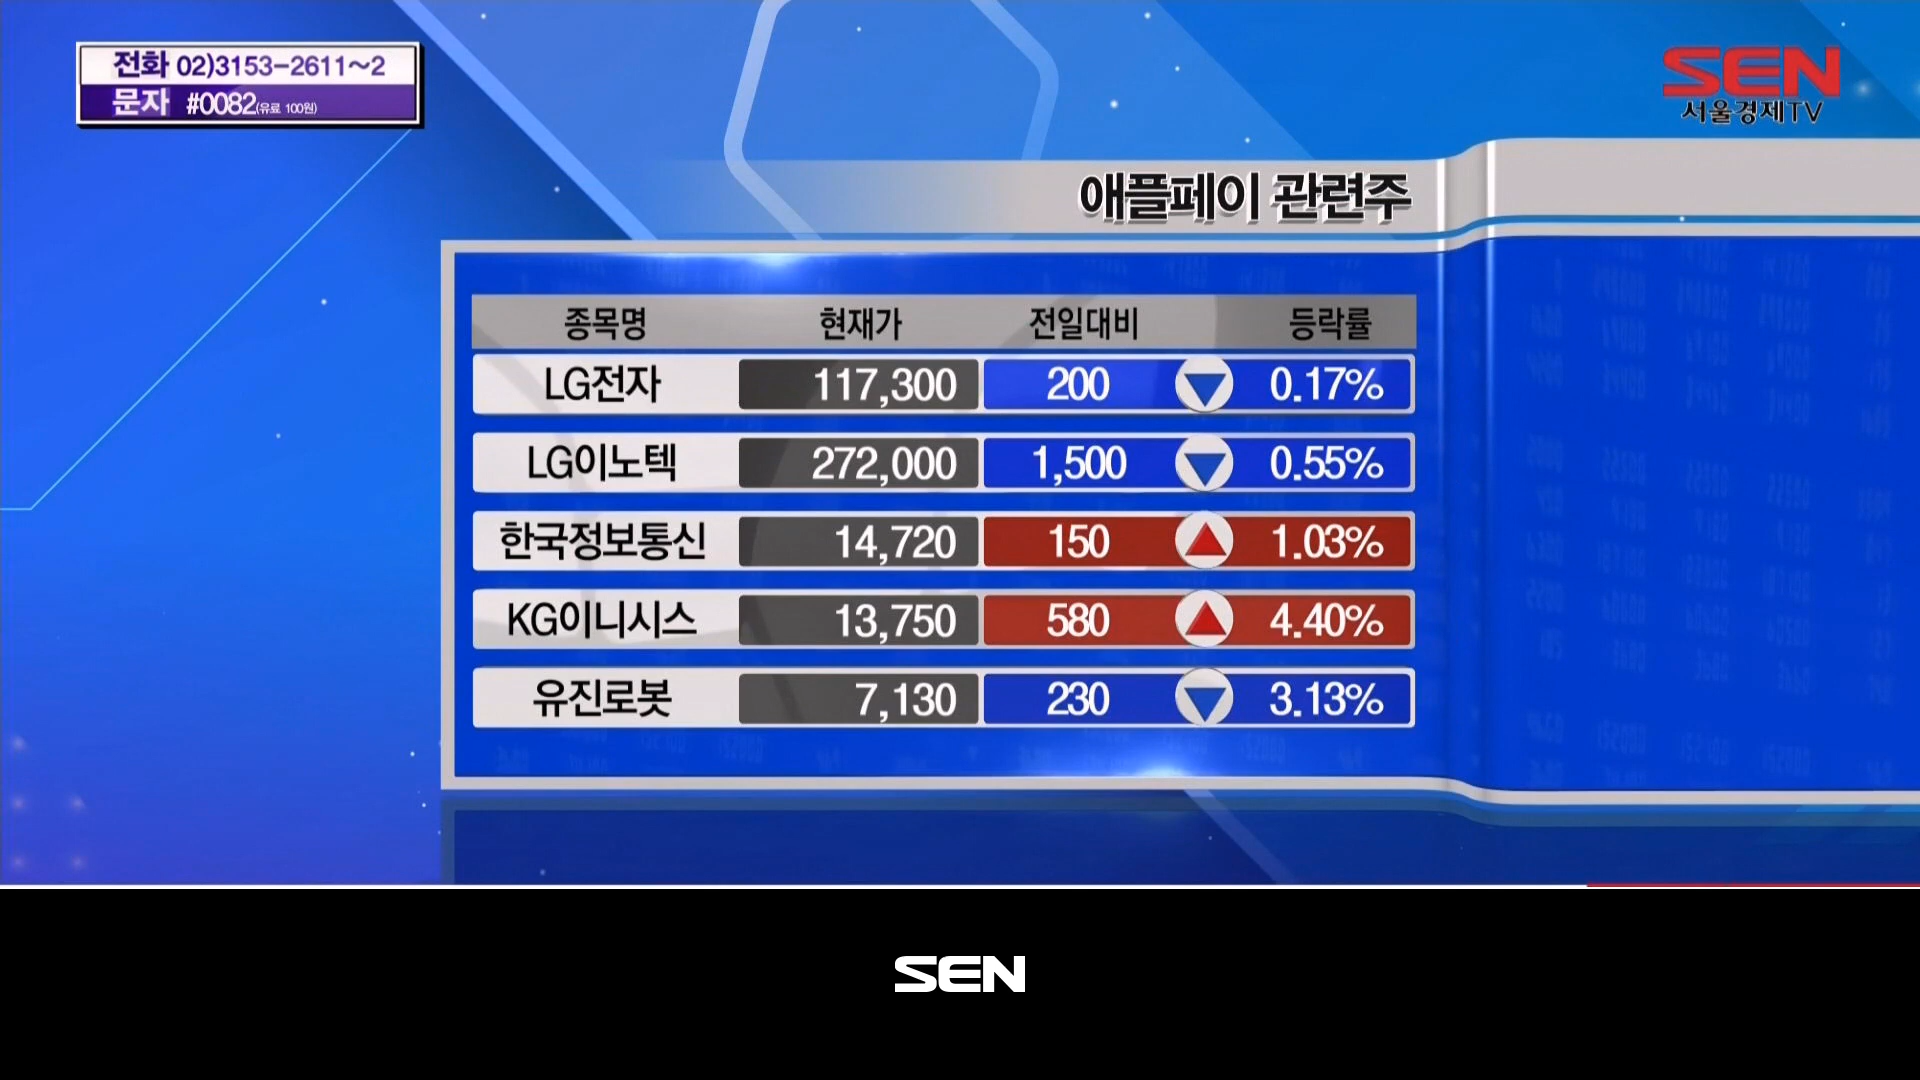 전화 02)3153-2611~2
문자 #0082(유료 100원)
SEN
서울경제TV
애플페이 관련주
종목명 현재가 전일대비 등락률
LG전자 117,300 200 ▼ 0.17%
LG이노텍 272,000 1,500 ▼ 0.55%
한국정보통신 14,720 150 ▲ 1.03%
KG이니시스 13,750 580 ▲ 4.40%
유진로봇 7,130 230 ▼ 3.13%
SEN